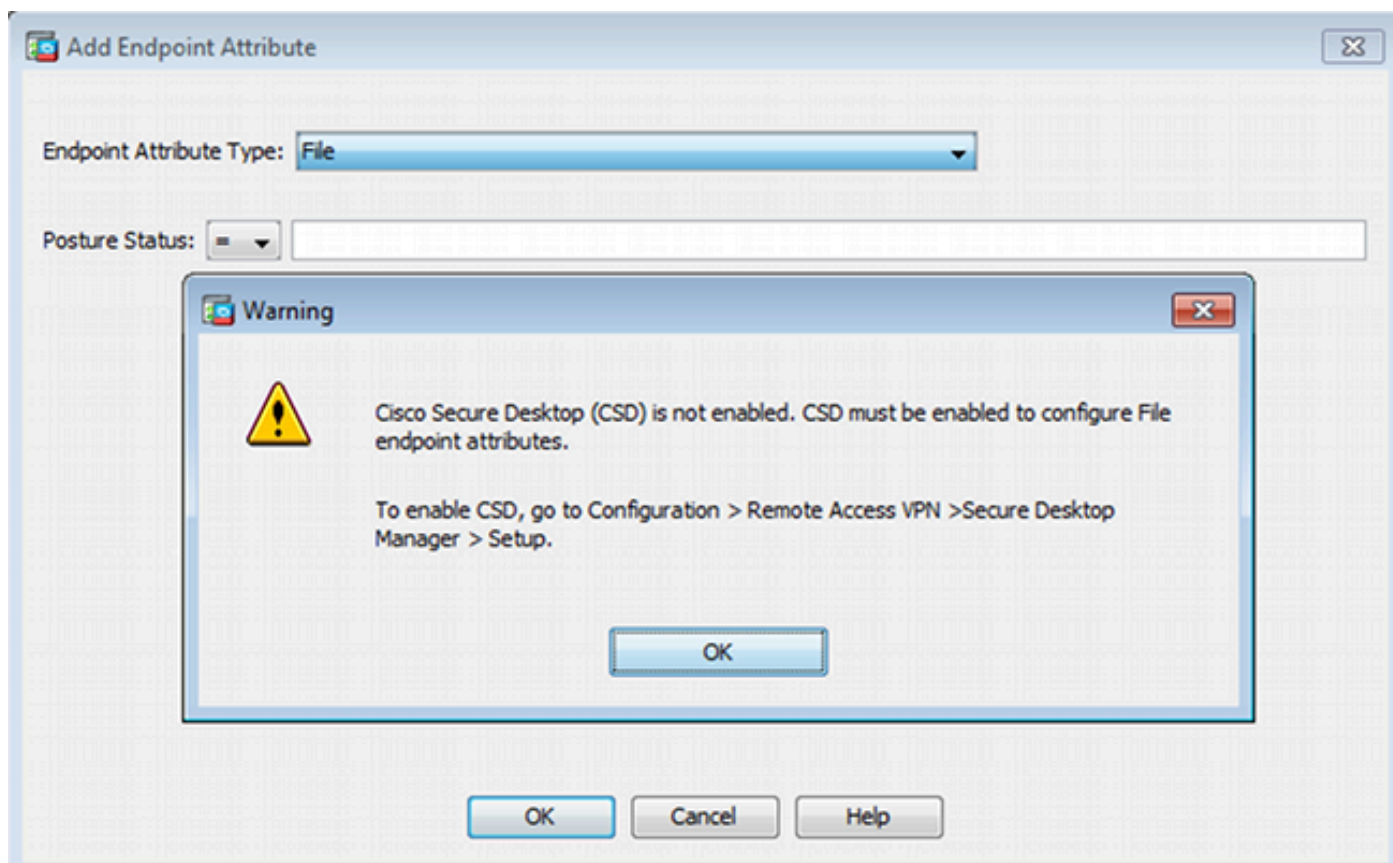 Add Endpoint Attribute
Endpoint Attribute Type: File
Posture Status: =
Warning
Cisco Secure Desktop (CSD) is not enabled. CSD must be enabled to configure File
endpoint attributes.
To enable CSD, go to Configuration > Remote Access VPN >Secure Desktop
Manager > Setup.
OK
OK Cancel Help